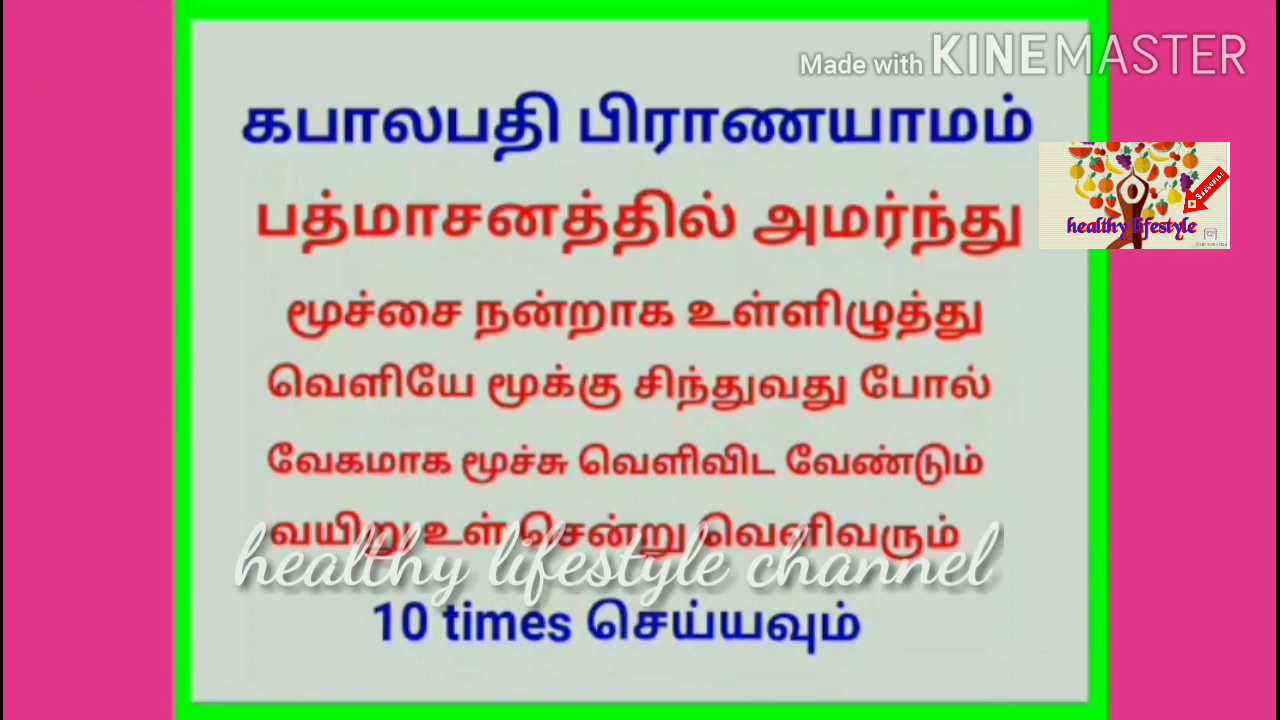 Made with KINEMASTER
கபாலபதி பிராணயாமம்
பத்மாசனத்தில் அமர்ந்து
healthy lifestyle
மூச்சை நன்றாக உள்ளிழுத்து
வெளியே மூக்கு சிந்துவது போல்
வேகமாக மூச்சு வெளிவிட வேண்டும்
வயிறு உள் சென்று வெளிவரும்
healthy lifestyle channel
10 times செய்யவும்